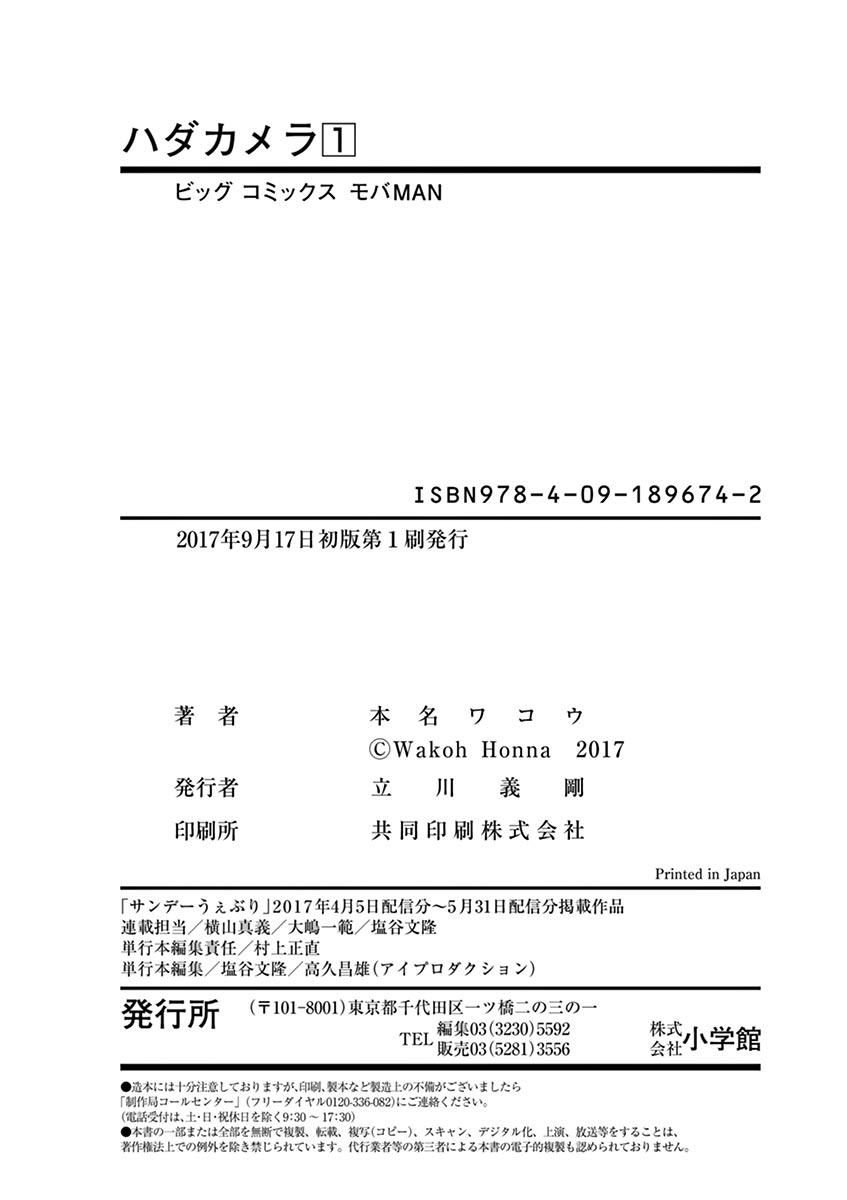 ハダカメラ1
ビッグ コミックス モバMAN
ISBN978-4-09-189674-2
2017年9月17日初版第1刷発行
著者 本名ワコウ
©Wakoh Honna 2017
発行者 立川義剛
印刷所 共同印刷株式会社
Printed in Japan
「サンデーうぇぶり」2017年4月5日配信分〜5月31日配信分掲載作品
連載担当／横山真義／大嶋一範／塩谷文隆
単行本編集責任／村上正直
単行本編集／塩谷文隆／高久昌雄(アイプロダクション)
発行所 (〒101-8001)東京都千代田区一ツ橋二の三の一
TEL 編集03(3230)5592
販売03(5281)3556
株式会社 小学館
●造本には十分注意しておりますが、印刷、製本など製造上の不備がございましたら
「制作局コールセンター」(フリーダイヤル0120-336-082)にご連絡ください。
(電話受付は、土・日・祝休日を除く9:30 〜 17:30)
●本書の一部または全部を無断で複製、転載、複写(コピー)、スキャン、デジタル化、上演、放送等をすることは、
著作権法上での例外を除き禁じられています。代行業者等の第三者による本書の電子的複製も認められておりません。